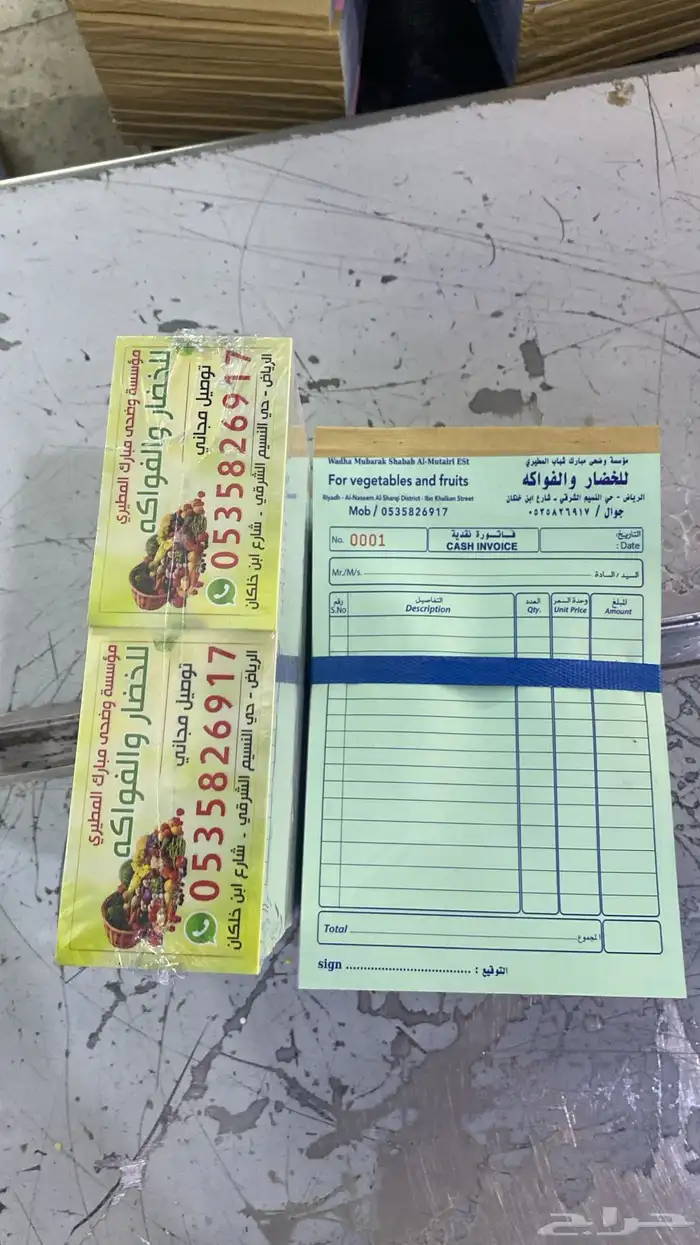 مؤسسة وضحى مبارك المطيري
للخضار والفواكه
توصيل مجاني
0535826917
الرياض - حي النسيم الشرقي - شارع ابن خلكان
مؤسسة وضحى مبارك المطيري
للخضار والفواكه
توصيل مجاني
0535826917
الرياض - حي النسيم الشرقي - شارع ابن خلكان
Wadha Mubarak Shabab Al-Mutairi ESt
For vegetables and fruits
Riyadh - Al-Naseem Al-Sharqi District - Ibn Khalkan Street
Mob / 0535826917
مؤسسة وضحى مبارك شباب المطيري
للخضار والفواكه
الرياض - حي النسيم الشرقي - شارع ابن خلكان
جوال / ٠٥٣٥٨٢٦٩١٧
No. 0001
فاتورة نقدية
CASH INVOICE
التاريخ:
Date :
Mr./M/s. السيد / السادة
رقم التفاصيل العدد وحدة السعر المبلغ
S.No Description Qty. Unit Price Amount
Total المجموع
sign ................................ : التوقيع
حراج